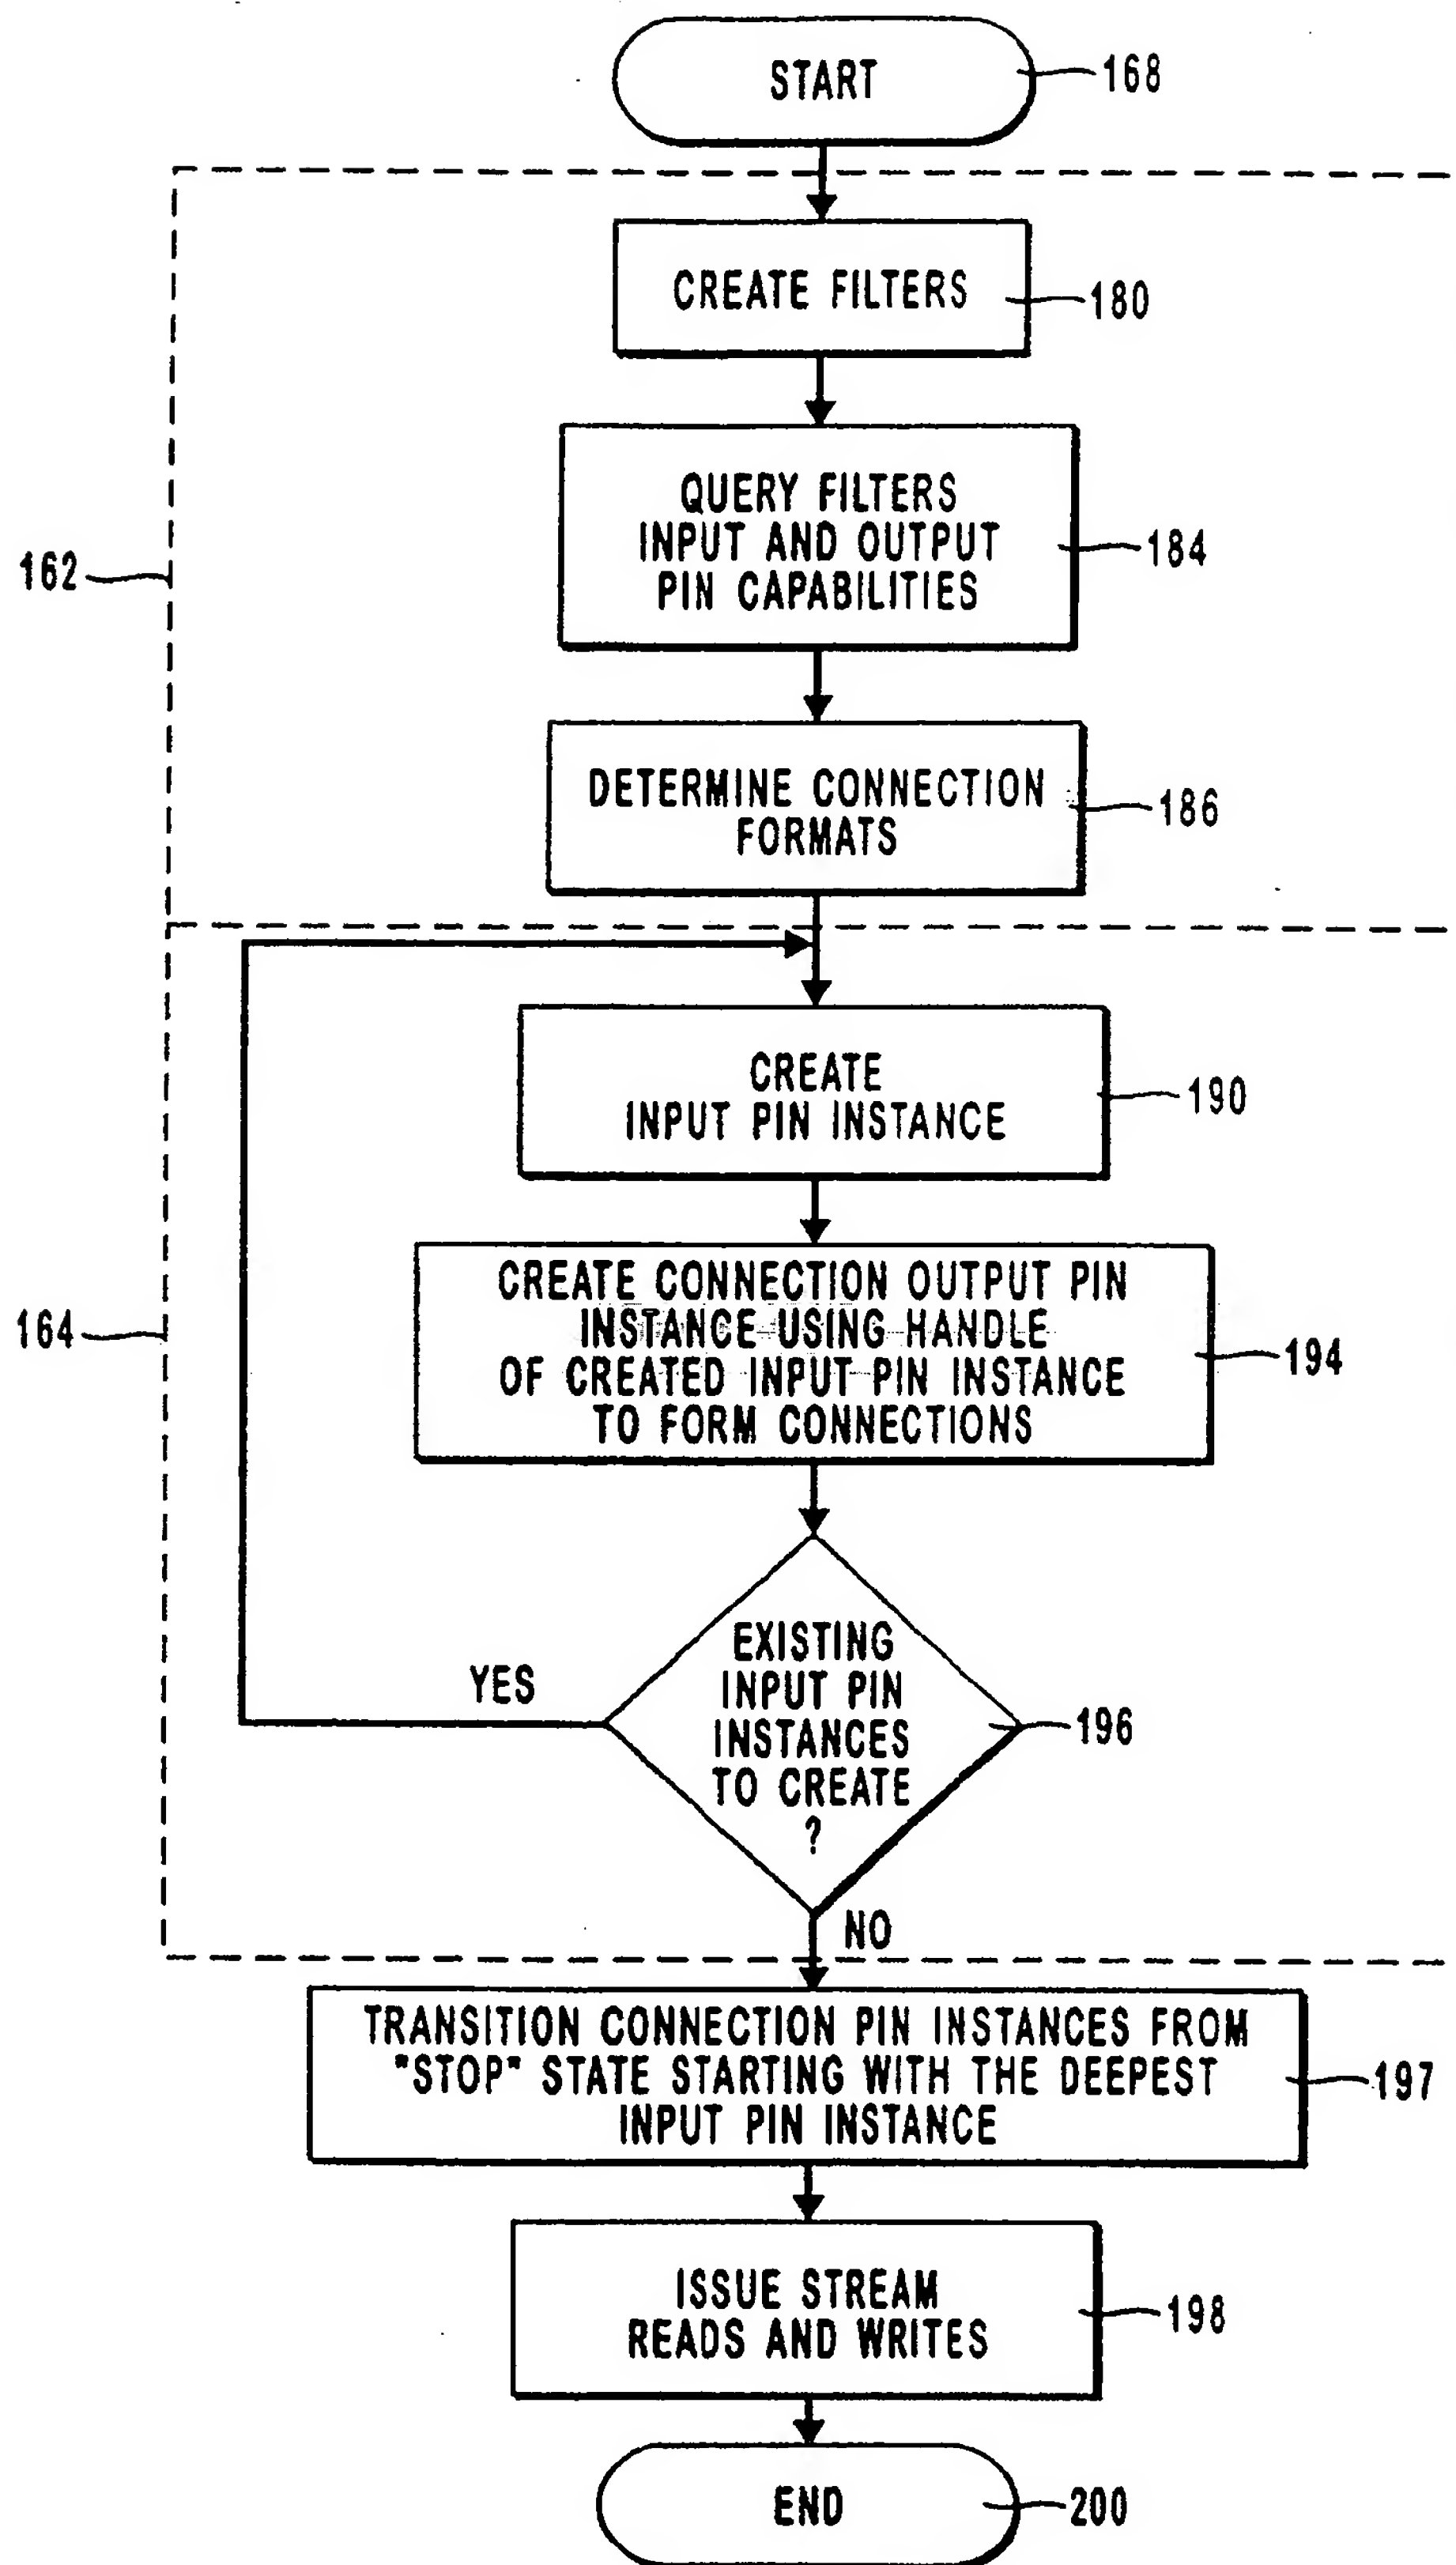 START
168
CREATE FILTERS
180
QUERY FILTERS
INPUT AND OUTPUT
PIN CAPABILITIES
184
162
DETERMINE CONNECTION
FORMATS
186
CREATE
INPUT PIN INSTANCE
190
CREATE CONNECTION OUTPUT PIN
INSTANCE USING HANDLE
OF CREATED INPUT PIN INSTANCE
TO FORM CONNECTIONS
194
164
EXISTING
INPUT PIN
INSTANCES
TO CREATE
?
196
YES
NO
TRANSITION CONNECTION PIN INSTANCES FROM
"STOP" STATE STARTING WITH THE DEEPEST
INPUT PIN INSTANCE
197
ISSUE STREAM
READS AND WRITES
198
END
200